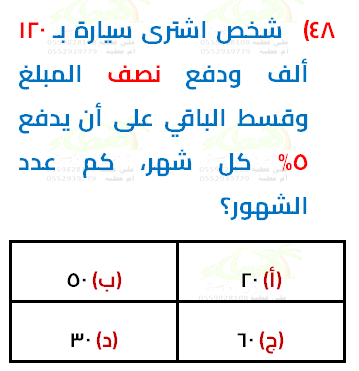 ٤٨) شخص اشترى سيارة بـ ١٢٠
ألف ودفع نصف المبلغ
وقسط الباقي على أن يدفع
٥% كل شهر، كم عدد
الشهور؟
(أ) ٢٠
(ب) ٥٠
(ج) ٦٠
(د) ٣٠